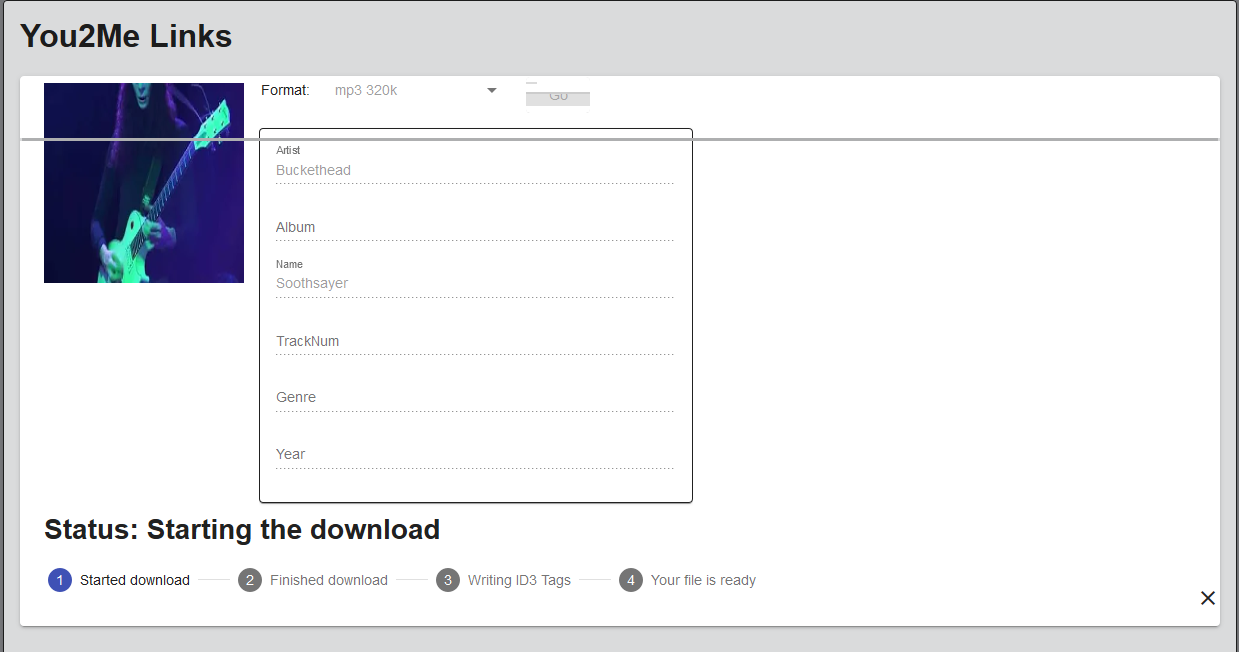 You2Me Links
Format: mp3 320k Go
Artist
Buckethead
Album
Name
Soothsayer
TrackNum
Genre
Year
Status: Starting the download
1 Started download 2 Finished download 3 Writing ID3 Tags 4 Your file is ready